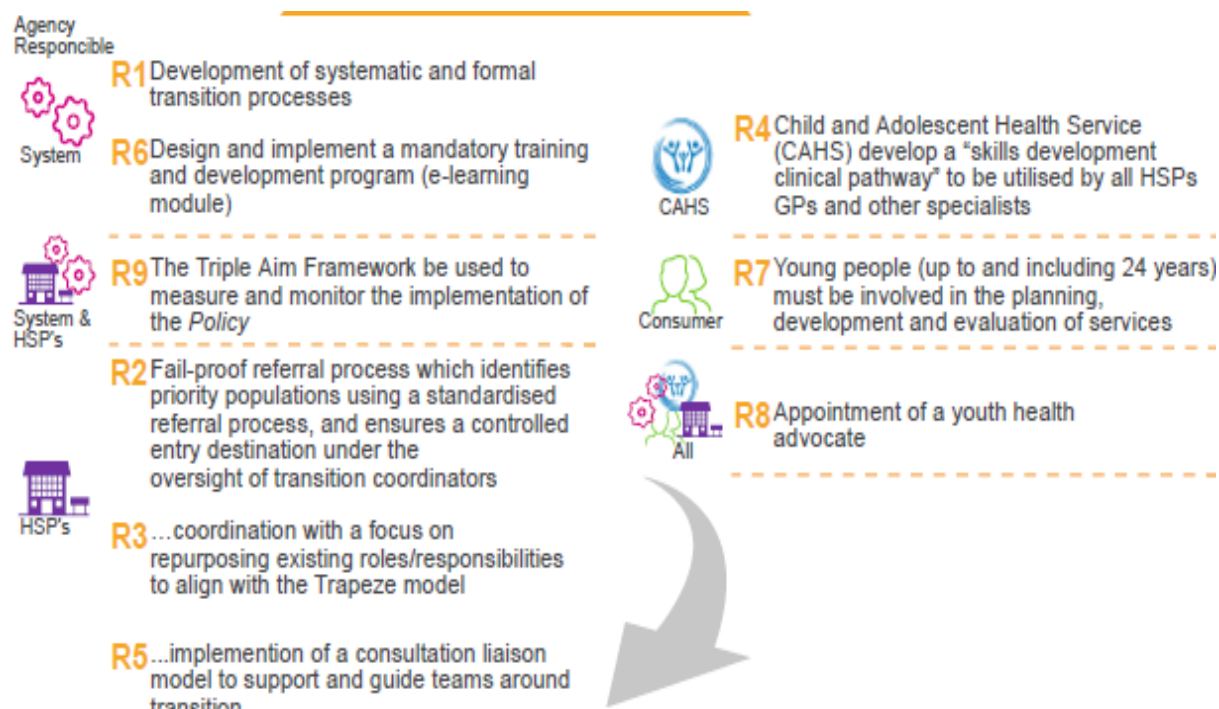 Agency
Responcible
R1 Development of systematic and formal
transition processes
System
R6 Design and implement a mandatory training
and development program (e-learning
module)
R9 The Triple Aim Framework be used to
measure and monitor the implementation of
the Policy
System &
HSP's
R2 Fail-proof referral process which identifies
priority populations using a standardised
referral process, and ensures a controlled
entry destination under the
oversight of transition coordinators
HSP's
R3 …coordination with a focus on
repurposing existing roles/responsibilities
to align with the Trapeze model
R5 ...implemention of a consultation liaison
model to support and guide teams around
transition
R4 Child and Adolescent Health Service
(CAHS) develop a “skills development
clinical pathway” to be utilised by all HSPs
GPs and other specialists
CAHS
R7 Young people (up to and including 24 years)
must be involved in the planning,
development and evaluation of services
Consumer
R8 Appointment of a youth health
advocate
All